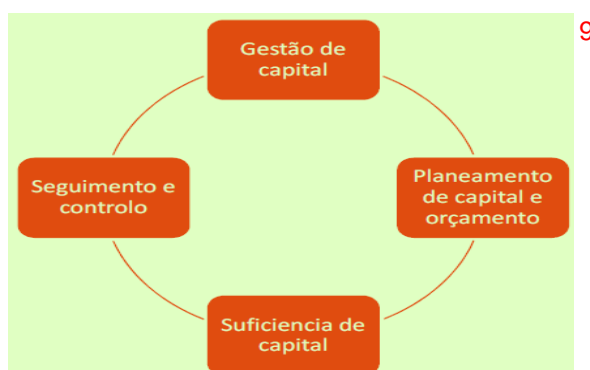 Gestão de
capital
9
Planeamento
de capital e
orçamento
Suficiencia de
capital
Seguimento e
controlo